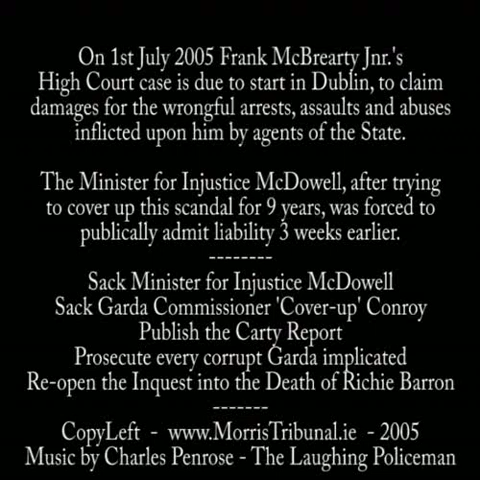 On 1st July 2005 Frank McBrearty Jnr.'s
High Court case is due to start in Dublin, to claim
damages for the wrongful arrests, assaults and abuses
inflicted upon him by agents of the State.
The Minister for Injustice McDowell, after trying
to cover up this scandal for 9 years, was forced to
publically admit liability 3 weeks earlier.
--------
Sack Minister for Injustice McDowell
Sack Garda Commissioner 'Cover-up' Conroy
Publish the Carty Report
Prosecute every corrupt Garda implicated
Re-open the Inquest into the Death of Richie Barron
-------
CopyLeft - www.MorrisTribunal.ie - 2005
Music by Charles Penrose - The Laughing Policeman